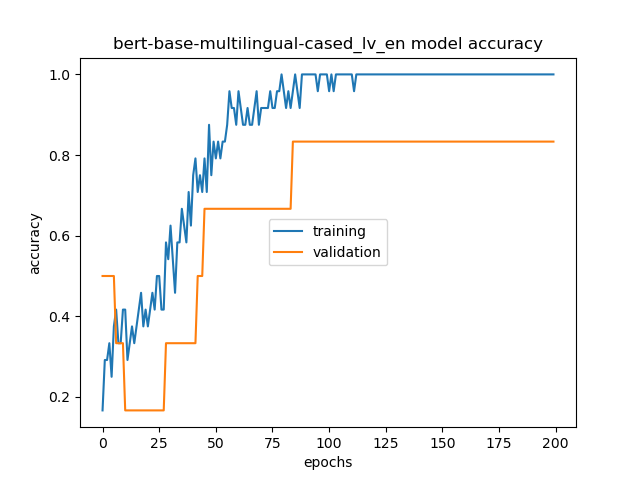 bert-base-multilingual-cased_lv_en model accuracy
1.0
0.8
0.6
0.4
0.2
accuracy
training
validation
0 25 50 75 100 125 150 175 200
epochs